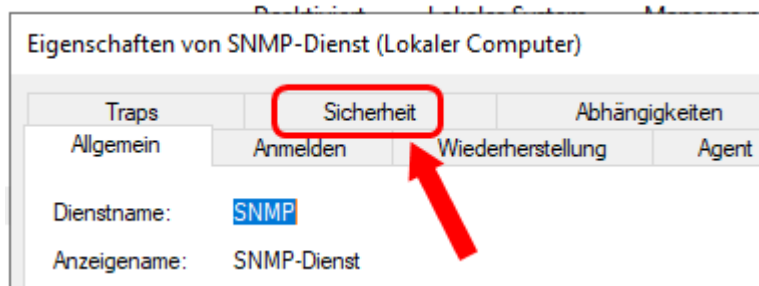 Eigenschaften von SNMP-Dienst (Lokaler Computer)
Traps Sicherheit Abhängigkeiten
Allgemein Anmelden Wiederherstellung Agent
Dienstname: SNMP
Anzeigename: SNMP-Dienst